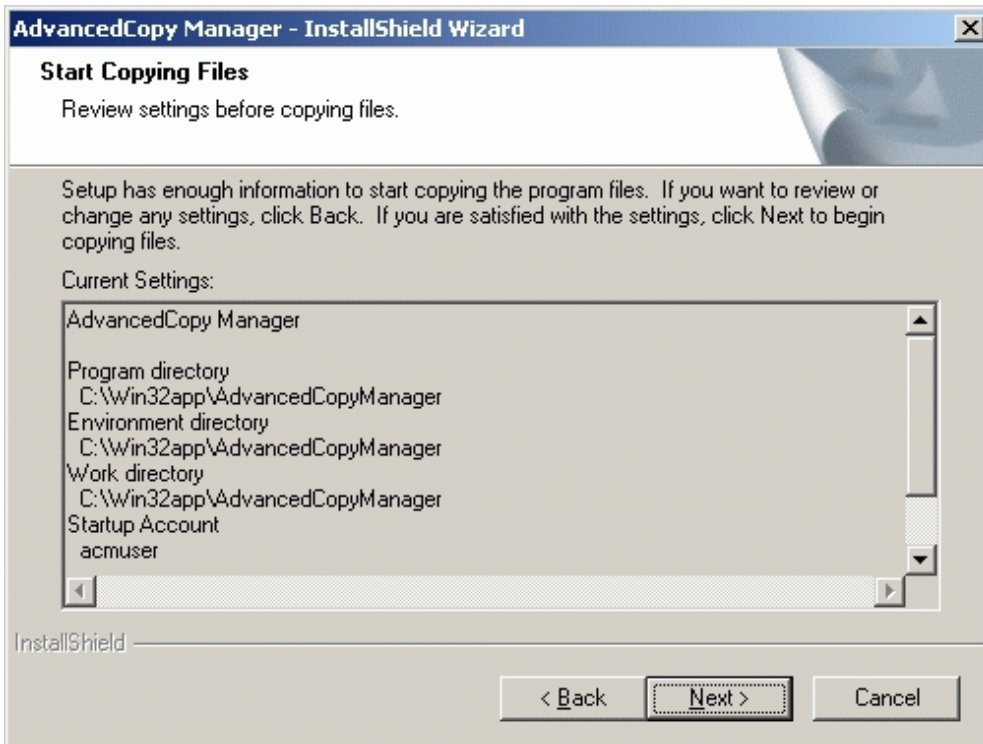 AdvancedCopy Manager - InstallShield Wizard
Start Copying Files
Review settings before copying files.
Setup has enough information to start copying the program files.  If you want to review or
change any settings, click Back.  If you are satisfied with the settings, click Next to begin
copying files.
Current Settings:
AdvancedCopy Manager
Program directory
C:\Win32app\AdvancedCopyManager
Environment directory
C:\Win32app\AdvancedCopyManager
Work directory
C:\Win32app\AdvancedCopyManager
Startup Account
acmuser
InstallShield
< Back
Next >
Cancel